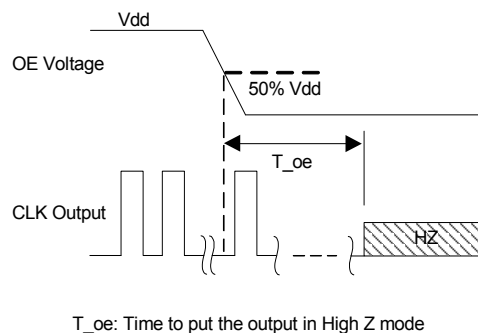 Vdd
OE Voltage
50% Vdd
T_oe
CLK Output
HZ
T_oe: Time to put the output in High Z mode